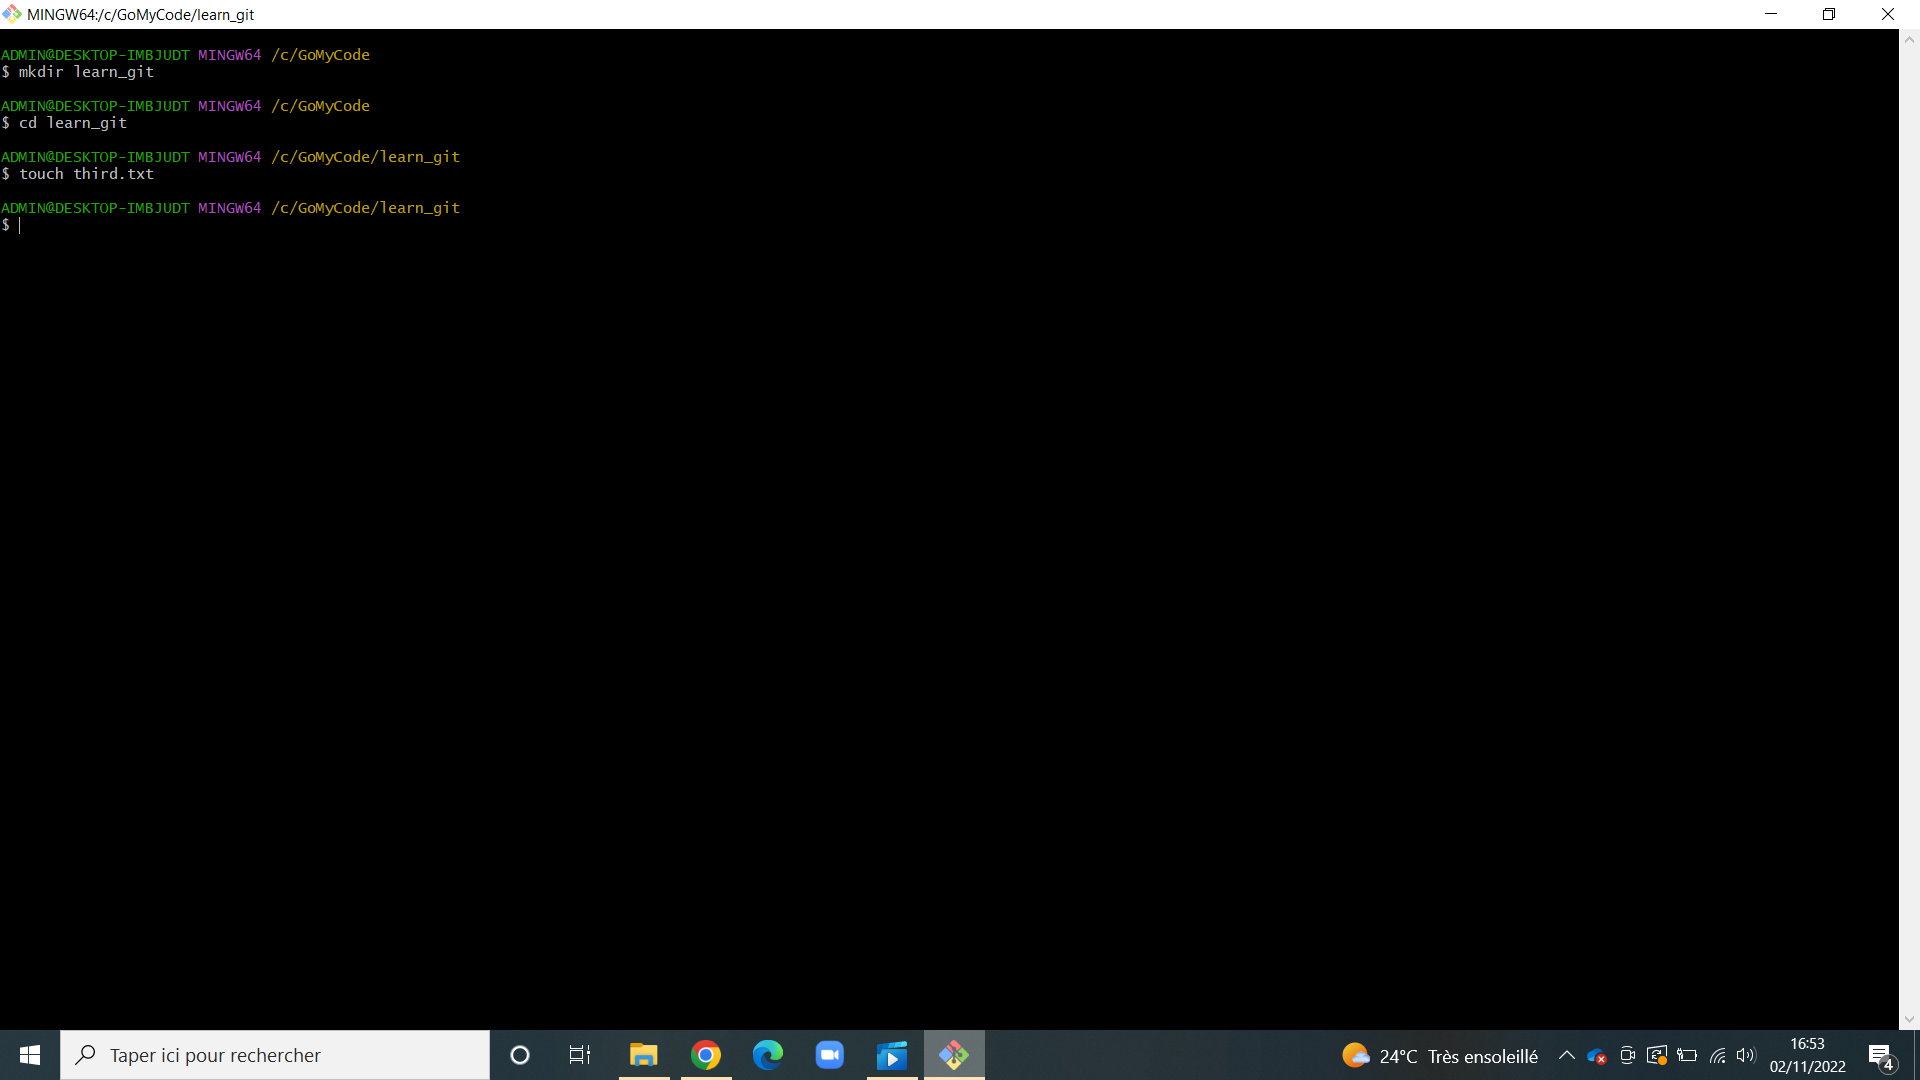 MINGW64:/c/GoMyCode/learn_git
ADMIN@DESKTOP-IMBJUDT MINGW64 /c/GoMyCode
$ mkdir learn_git
ADMIN@DESKTOP-IMBJUDT MINGW64 /c/GoMyCode
$ cd learn_git
ADMIN@DESKTOP-IMBJUDT MINGW64 /c/GoMyCode/learn_git
$ touch third.txt
ADMIN@DESKTOP-IMBJUDT MINGW64 /c/GoMyCode/learn_git
$
Taper ici pour rechercher
24°C Très ensoleillé
16:53
02/11/2022
4